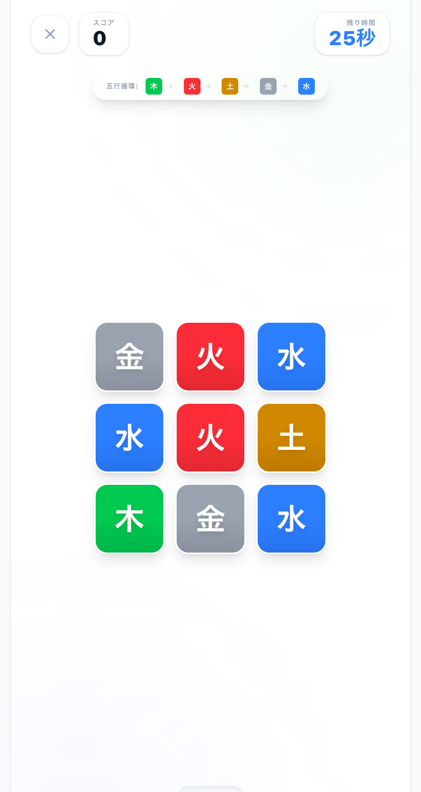 スコア
0
残り時間
25秒
五行循環: 木 → 火 → 土 → 金 → 水
金 火 水
水 火 土
木 金 水